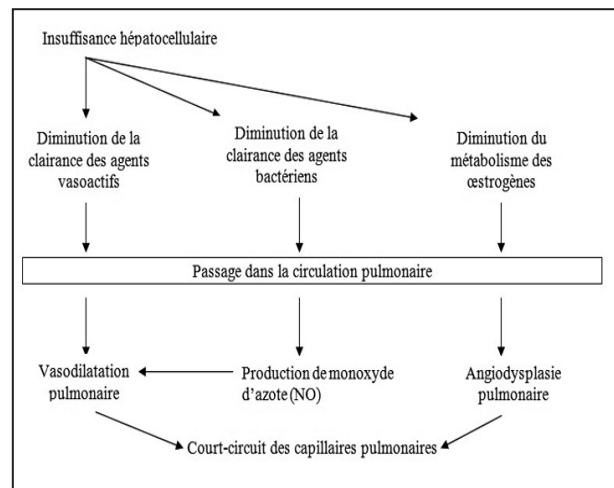 Insuffisance hépatocellulaire
Diminution de la
clairance des agents
vasoactifs
Diminution de la
clairance des agents
bactériens
Diminution du
métabolisme des
œstrogènes
Passage dans la circulation pulmonaire
Vasodilatation
pulmonaire
Production de monoxyde
d'azote (NO)
Angiodysplasie
pulmonaire
Court-circuit des capillaires pulmonaires